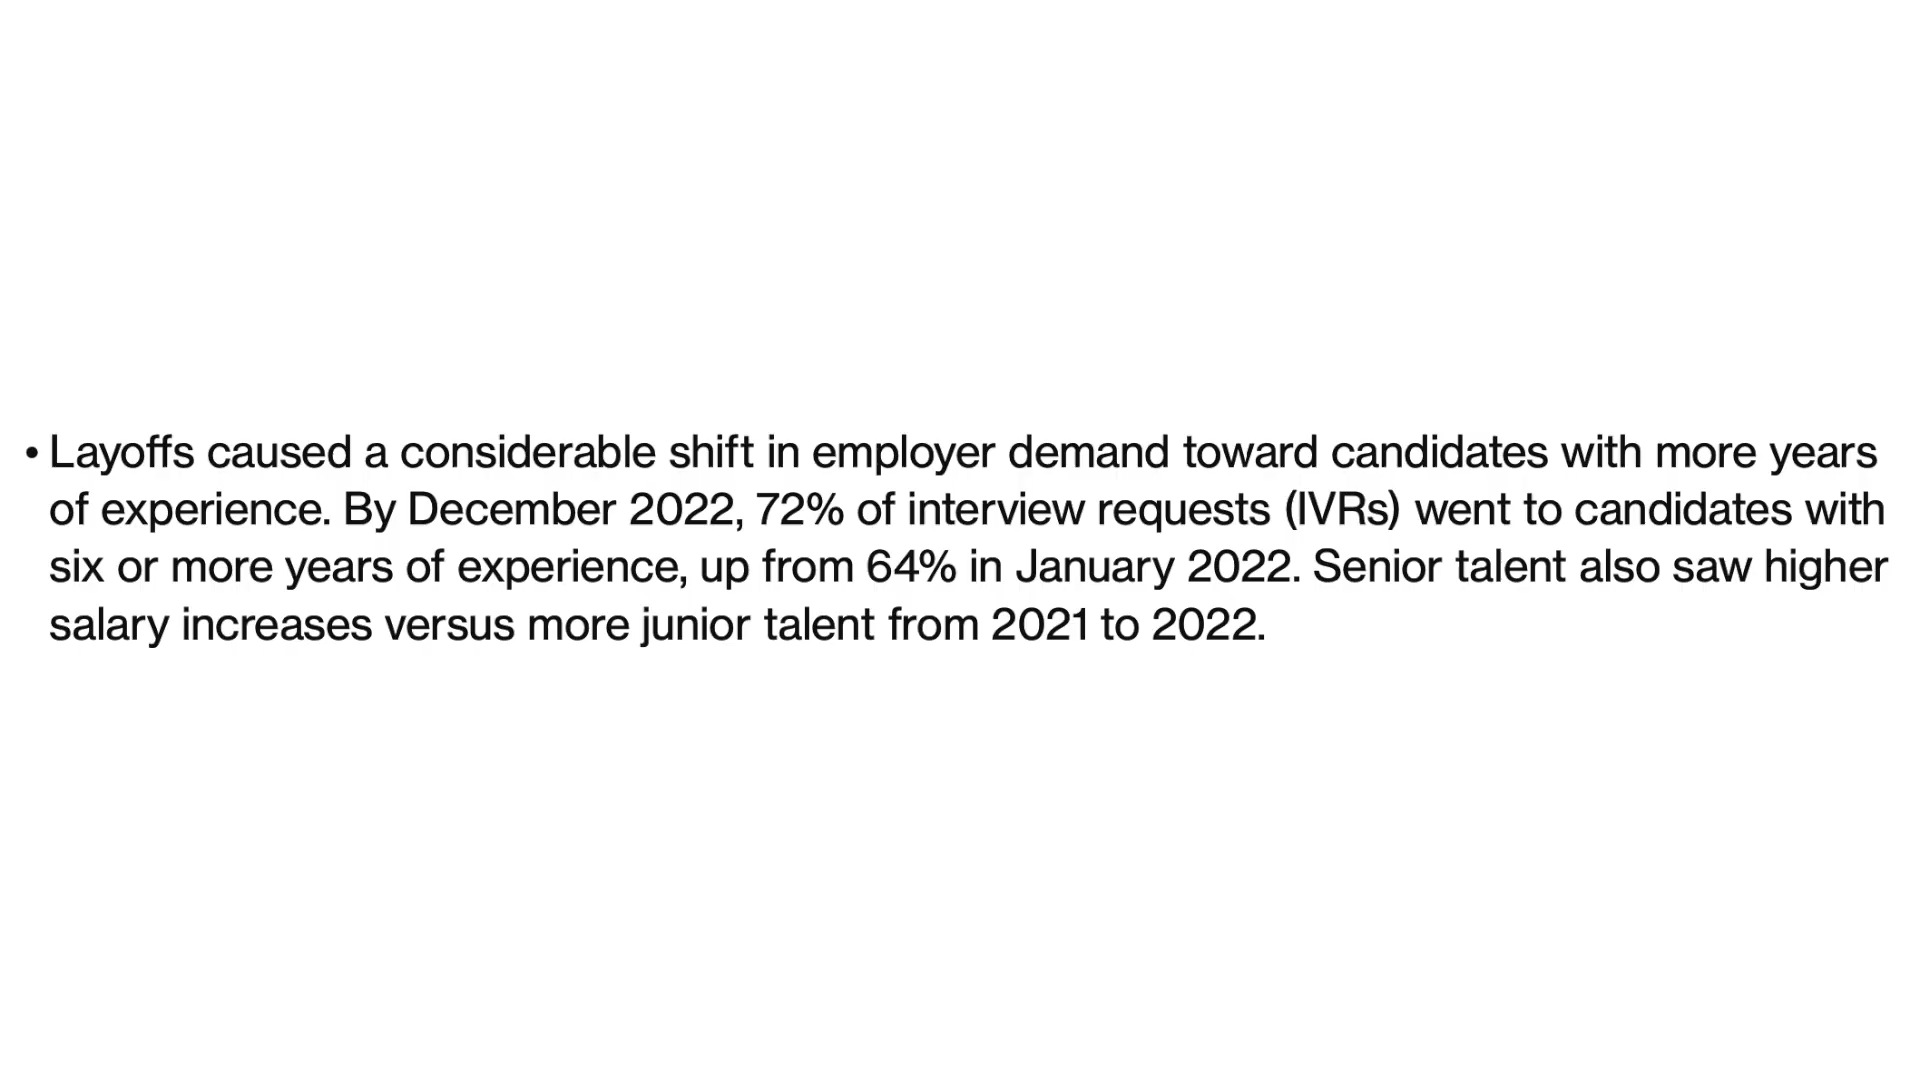 • Layoffs caused a considerable shift in employer demand toward candidates with more years
of experience. By December 2022, 72% of interview requests (IVRs) went to candidates with
six or more years of experience, up from 64% in January 2022. Senior talent also saw higher
salary increases versus more junior talent from 2021 to 2022.